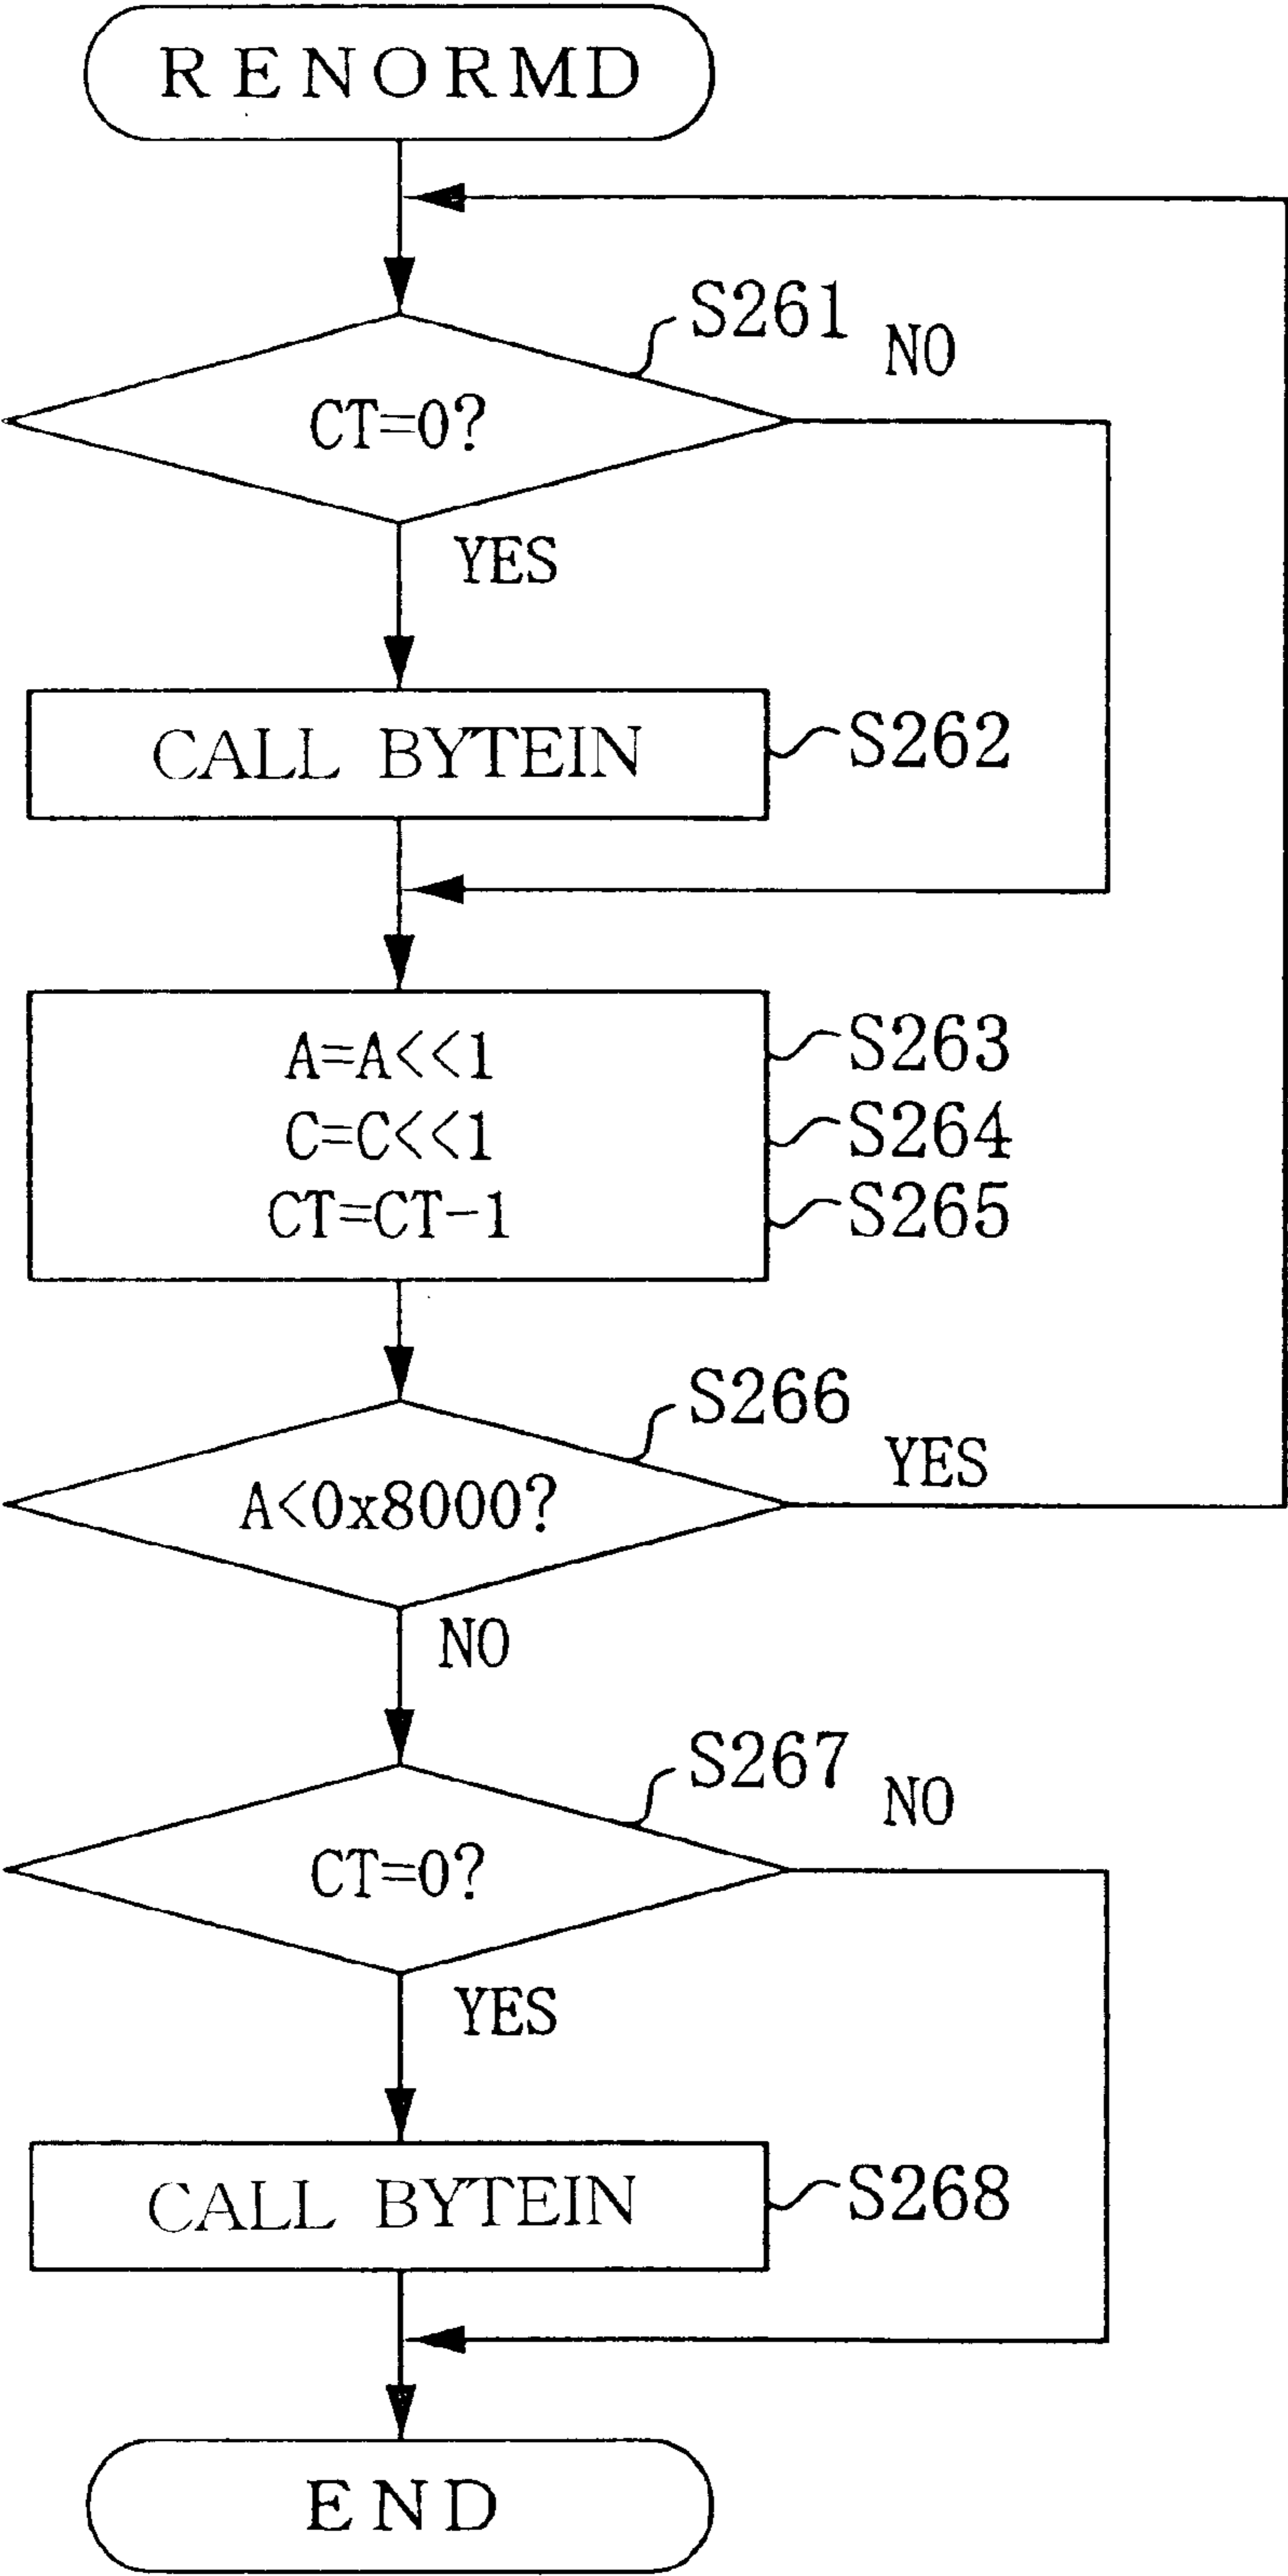 RENORMD
S261
NO
CT=0?
YES
CALL BYTEIN
S262
A=A<<1
S263
C=C<<1
S264
CT=CT-1
S265
S266
YES
A<0x8000?
NO
S267
NO
CT=0?
YES
CALL BYTEIN
S268
END